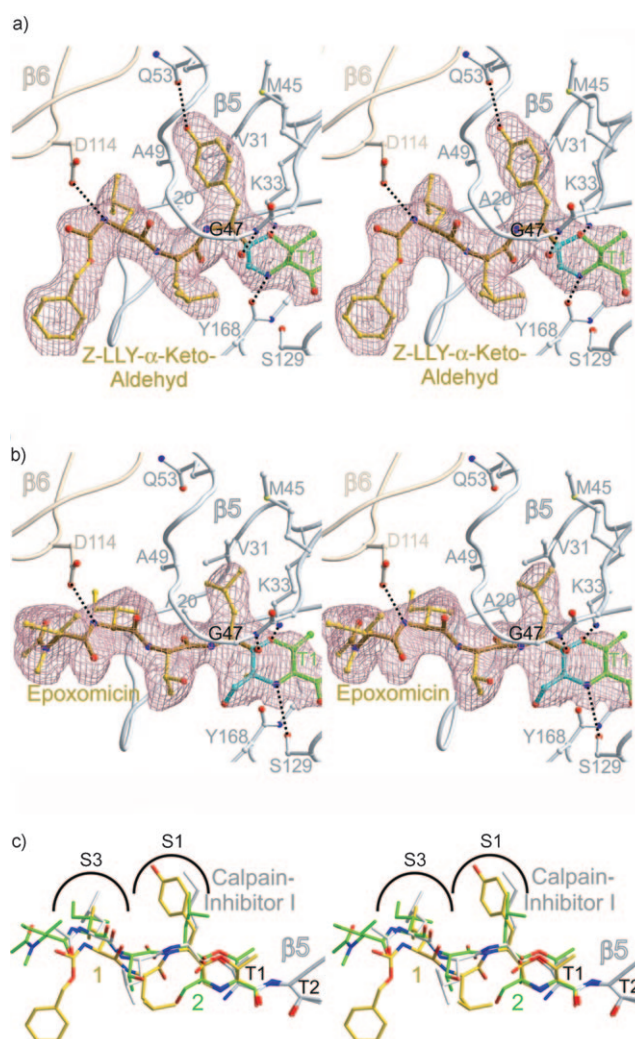 a)
Q53
β6
β5
M45
D114
A49
V31
K33
20
G47
T1
Y168
Z-LLY-α-Keto-
Aldehyd
S129
Q53
β6
β5
M45
D114
A49
V31
K33
A20
G47
T1
Y168
Z-LLY-α-Keto-
Aldehyd
S129
b)
Q53
β6
β5
M45
D114
A49
V31
K33
20
G47
T1
Epoxomicin
Y168
S129
Q53
β6
β5
M45
D114
A49
V31
K33
A20
G47
T1
Epoxomicin
Y168
S129
c)
S3
S1
Calpain-
Inhibitor I
β5
1
2
T1
T2
S3
S1
Calpain-
Inhibitor I
β5
1
2
T1
T2